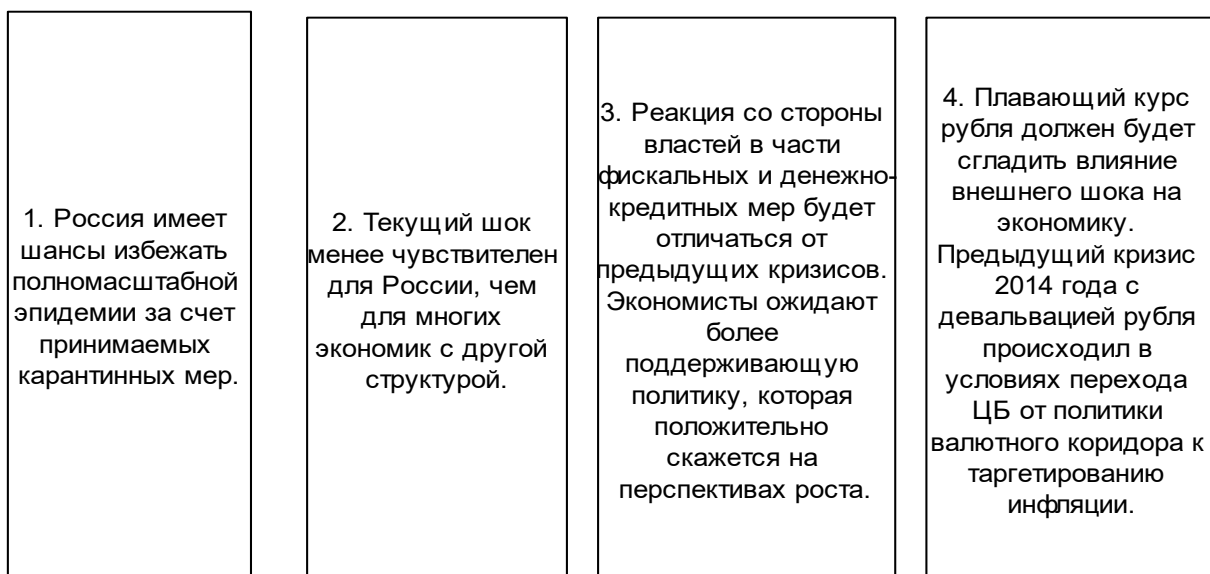 1. Россия имеет
шансы избежать
полномасштабной
эпидемии за счет
принимаемых
карантинных мер.
2. Текущий шок
менее чувствителен
для России, чем
для многих
экономик с другой
структурой.
3. Реакция со стороны
властей в части
фискальных и денежно-
кредитных мер будет
отличаться от
предыдущих кризисов.
Экономисты ожидают
более
поддерживающую
политику, которая
положительно
скажется на
перспективах роста.
4. Плавающий курс
рубля должен будет
сгладить влияние
внешнего шока на
экономику.
Предыдущий кризис
2014 года с
девальвацией рубля
происходил в
условиях перехода
ЦБ от политики
валютного коридора к
таргетированию
инфляции.